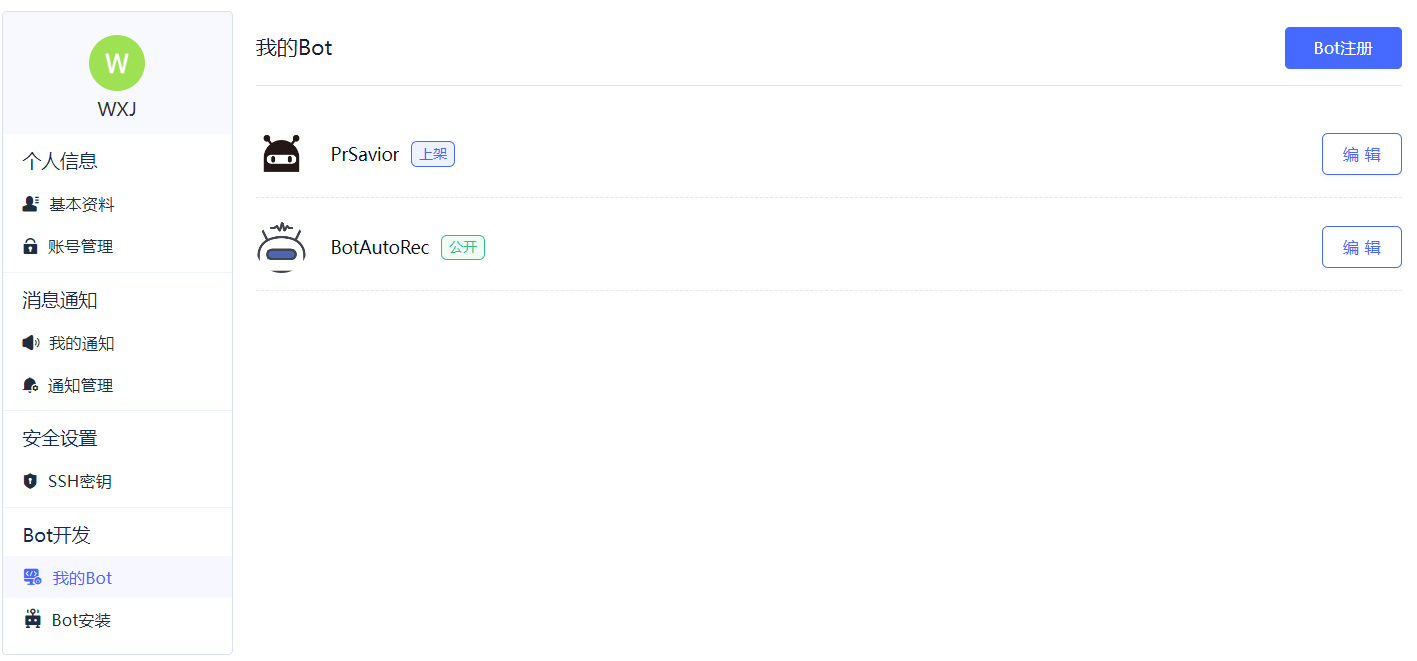 W
WXJ
个人信息
基本资料
账号管理
消息通知
我的通知
通知管理
安全设置
SSH密钥
Bot开发
我的Bot
Bot安装
我的Bot
Bot注册
PrSavior 上架
编 辑
BotAutoRec 公开
编 辑